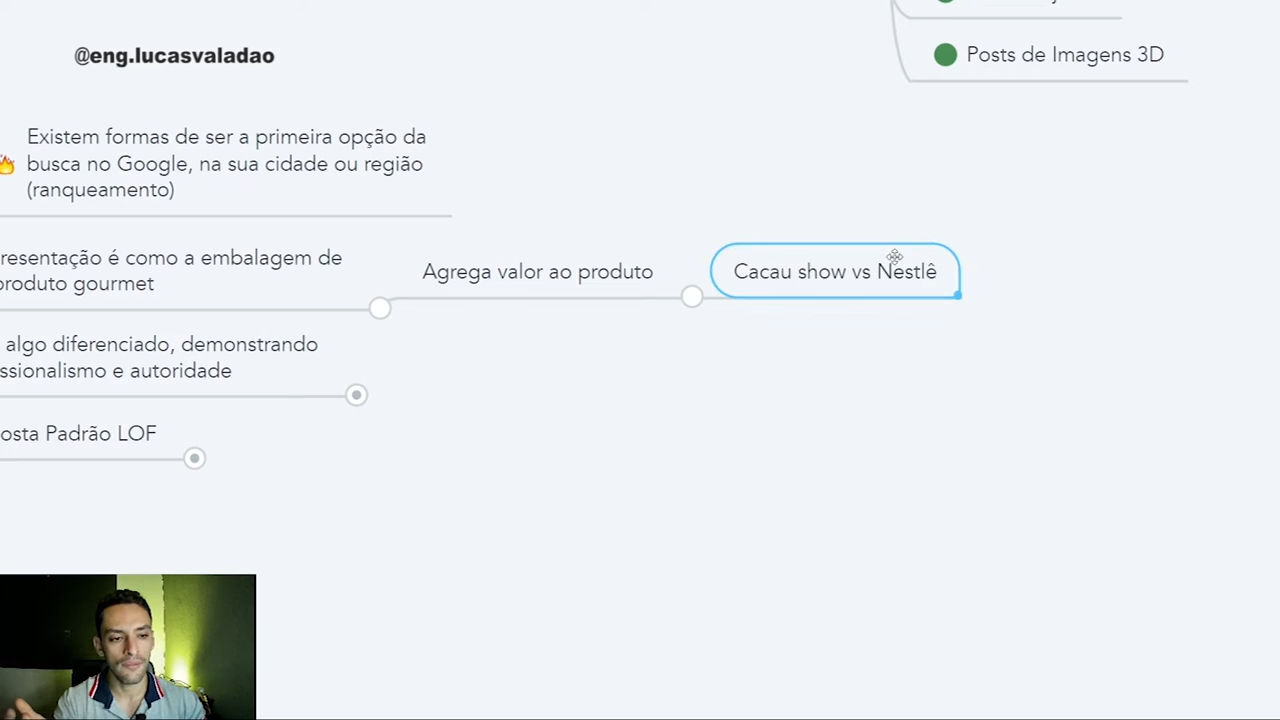 Posts de Imagens 3D
@eng.lucasvaladao
Existem formas de ser a primeira opção da
busca no Google, na sua cidade ou região
(ranqueamento)
resentação é como a embalagem de
produto gourmet
Agrega valor ao produto
Cacau show vs Nestlê
algo diferenciado, demonstrando
ssionalismo e autoridade
osta Padrão LOF